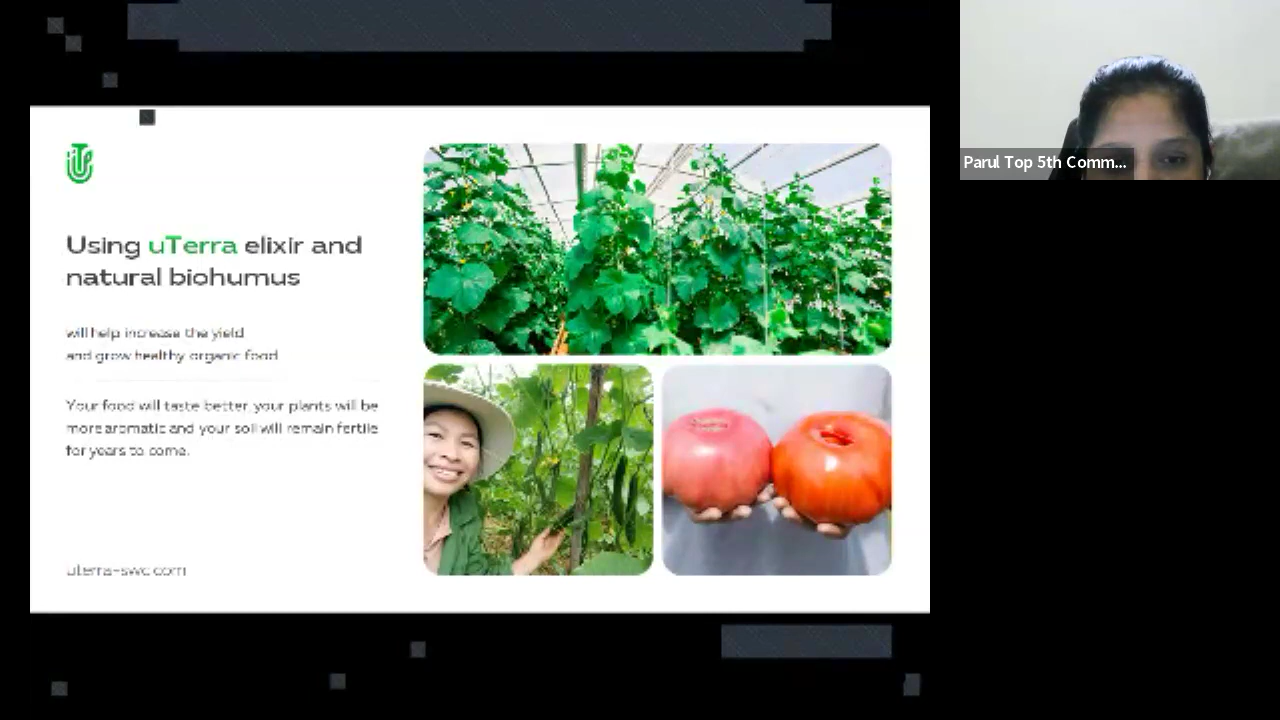 Using uTerra elixir and
natural biohumus
will help increase the yield
and grow healthy organic food
Your food will taste better, your plants will be
more aromatic and your soil will remain fertile
for years to come.
uterra-swc.com
Parul Top 5th Comm...